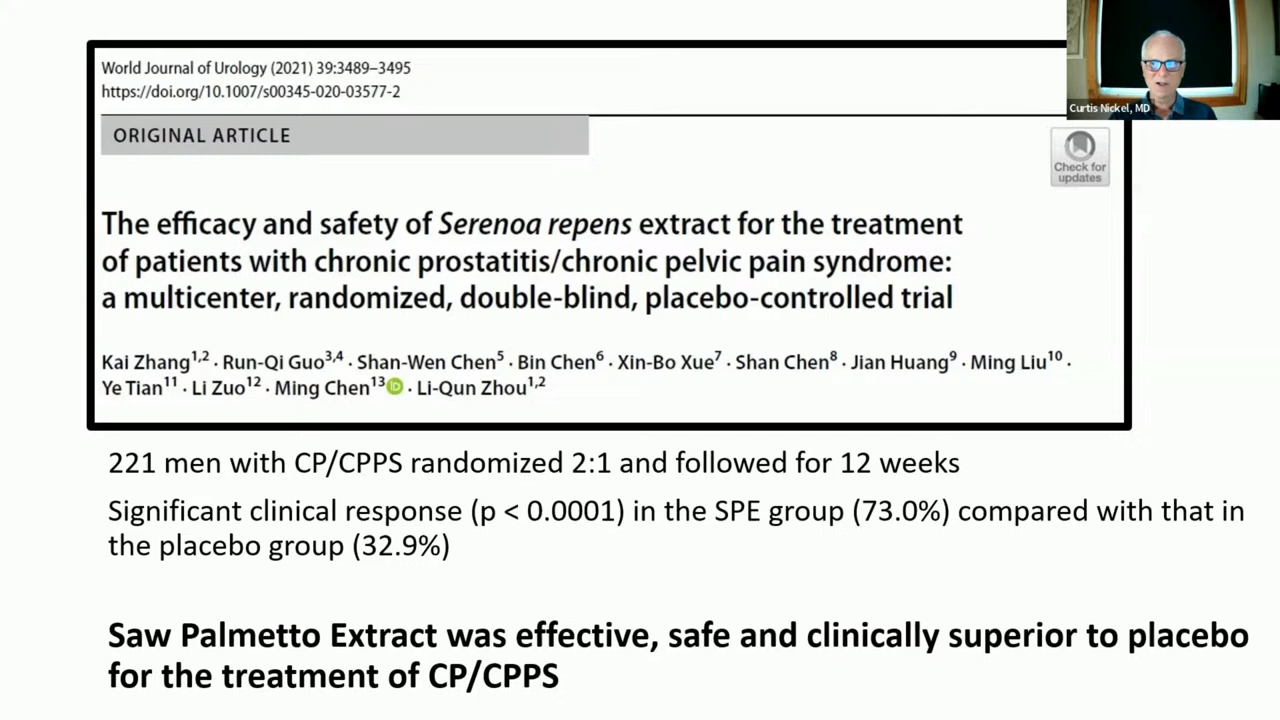 World Journal of Urology (2021) 39:3489–3495
https://doi.org/10.1007/s00345-020-03577-2
ORIGINAL ARTICLE
Curtis Nickel, MD
Check for
updates
The efficacy and safety of Serenoa repens extract for the treatment
of patients with chronic prostatitis/chronic pelvic pain syndrome:
a multicenter, randomized, double-blind, placebo-controlled trial
Kai Zhang1,2 · Run-Qi Guo3,4 · Shan-Wen Chen5 · Bin Chen6 · Xin-Bo Xue7 · Shan Chen8 · Jian Huang9 · Ming Liu10 ·
Ye Tian11 · Li Zuo12 · Ming Chen13 iD · Li-Qun Zhou1,2
221 men with CP/CPPS randomized 2:1 and followed for 12 weeks
Significant clinical response (p < 0.0001) in the SPE group (73.0%) compared with that in
the placebo group (32.9%)
Saw Palmetto Extract was effective, safe and clinically superior to placebo
for the treatment of CP/CPPS